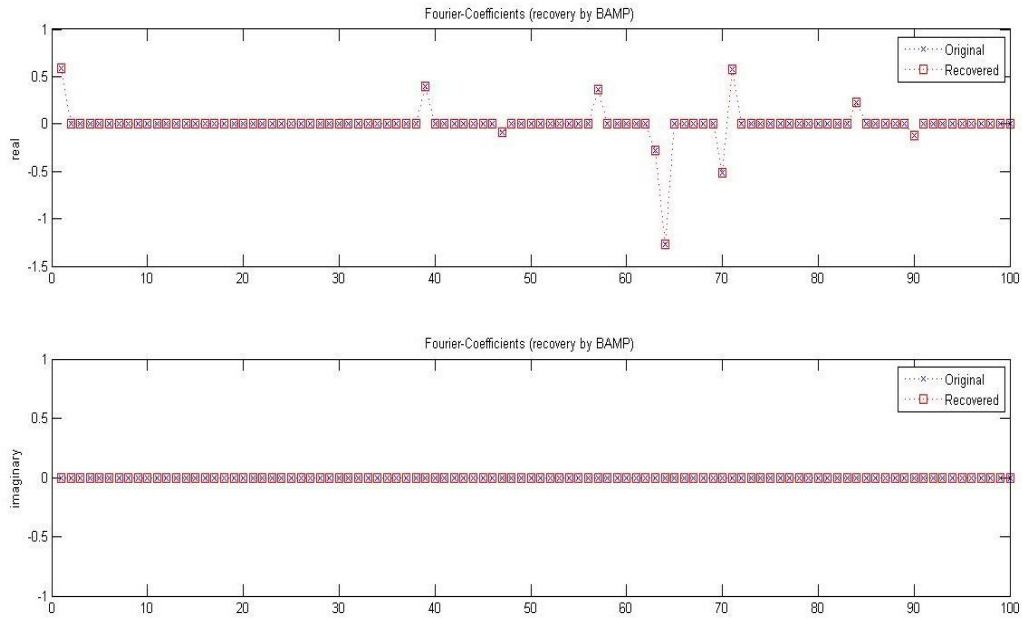 Fourier-Coefficients (recovery by BAMP)
1
0.5
0
-0.5
-1
-1.5
real
Original
Recovered
0 10 20 30 40 50 60 70 80 90 100
Fourier-Coefficients (recovery by BAMP)
1
0.5
0
-0.5
-1
imaginary
Original
Recovered
0 10 20 30 40 50 60 70 80 90 100